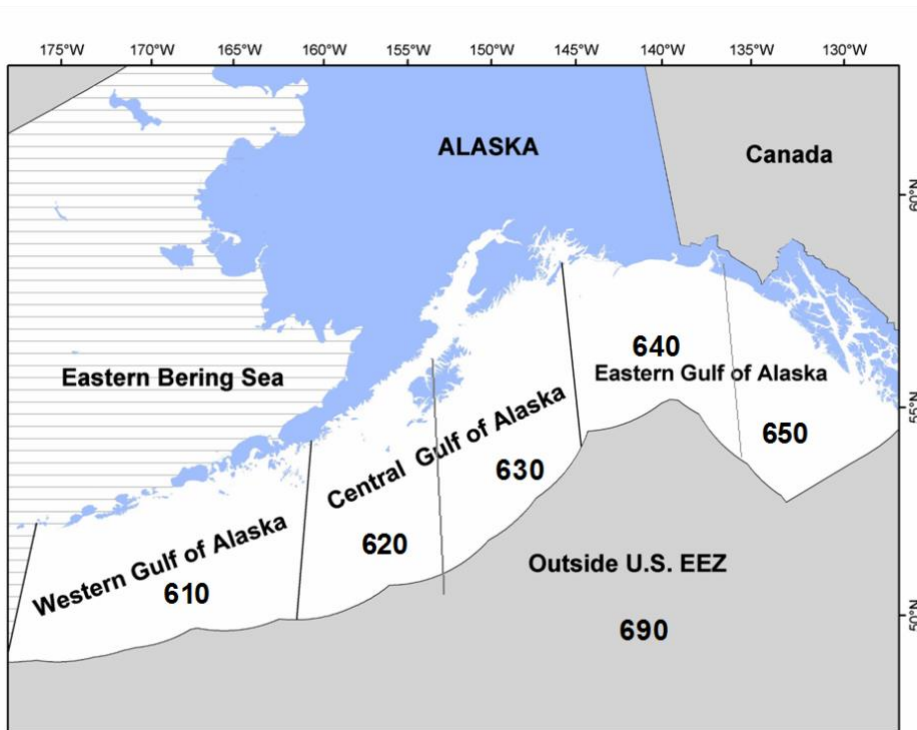 175°W 170°W 165°W 160°W 155°W 150°W 145°W 140°W 135°W 130°W
ALASKA
Canada
60°N
640
Eastern Bering Sea
Eastern Gulf of Alaska
55°N
650
Central Gulf of Alaska
630
620
Western Gulf of Alaska
610
Outside U.S. EEZ
50°N
690